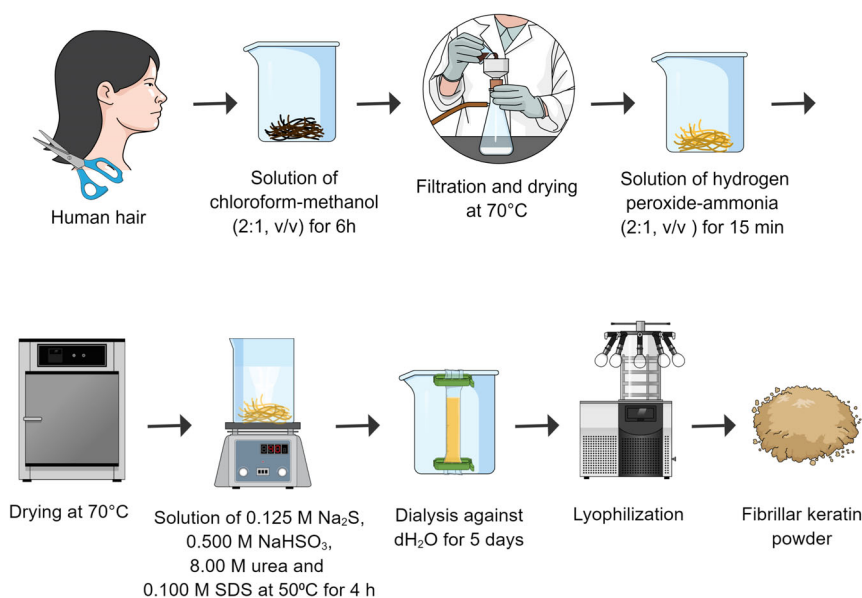 Human hair
Solution of
chloroform-methanol
(2:1, v/v) for 6h
Filtration and drying
at 70°C
Solution of hydrogen
peroxide-ammonia
(2:1, v/v ) for 15 min
Drying at 70°C
Solution of 0.125 M Na₂S,
0.500 M NaHSO₃,
8.00 M urea and
0.100 M SDS at 50ºC for 4 h
Dialysis against
dH₂O for 5 days
Lyophilization
Fibrillar keratin
powder